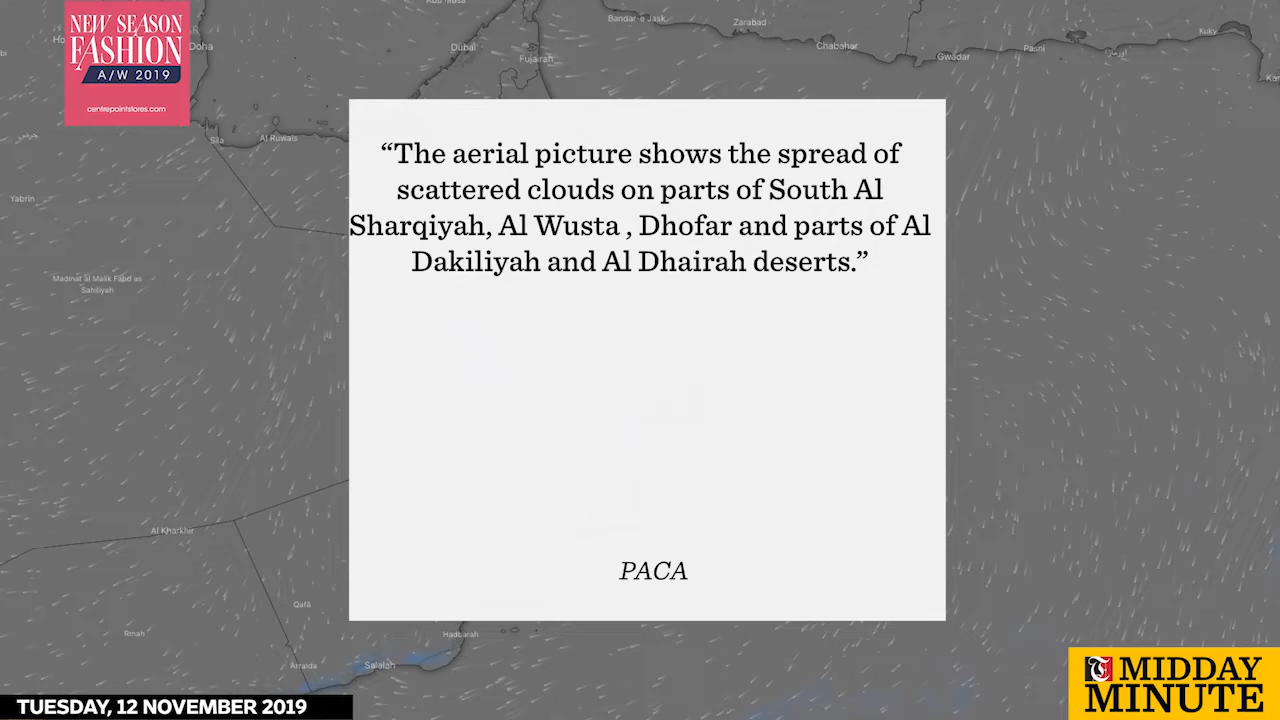 NEW SEASON
FASHION
A/W 2019
centrepointstores.com
Doha
Dubai
Fujairah
Bandar-e Jask
Zarabad
Chabahar
Gwadar
Pasni
Kuky
Sila
Al Ruwais
Yabrin
Madinat al Malik Fahd as
Sahiliyah
“The aerial picture shows the spread of
scattered clouds on parts of South Al
Sharqiyah, Al Wusta , Dhofar and parts of Al
Dakiliyah and Al Dhairah deserts.”
PACA
Al Kharkhir
Qafa
Rmah
Arraida
Salalah
Hadbarah
TUESDAY, 12 NOVEMBER 2019
T MIDDAY
MINUTE